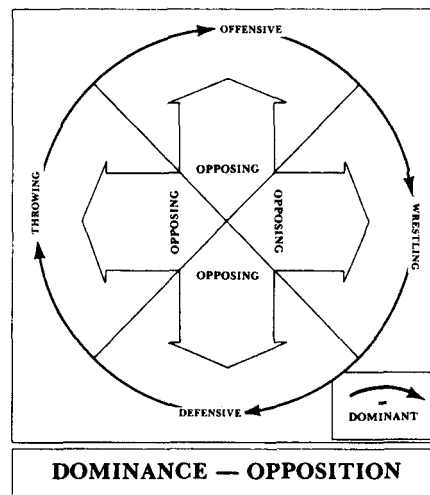 OFFENSIVE
OPPOSING
THROWING
OPPOSING
OPPOSING
WRESTLING
OPPOSING
DEFENSIVE
=
DOMINANT
DOMINANCE — OPPOSITION